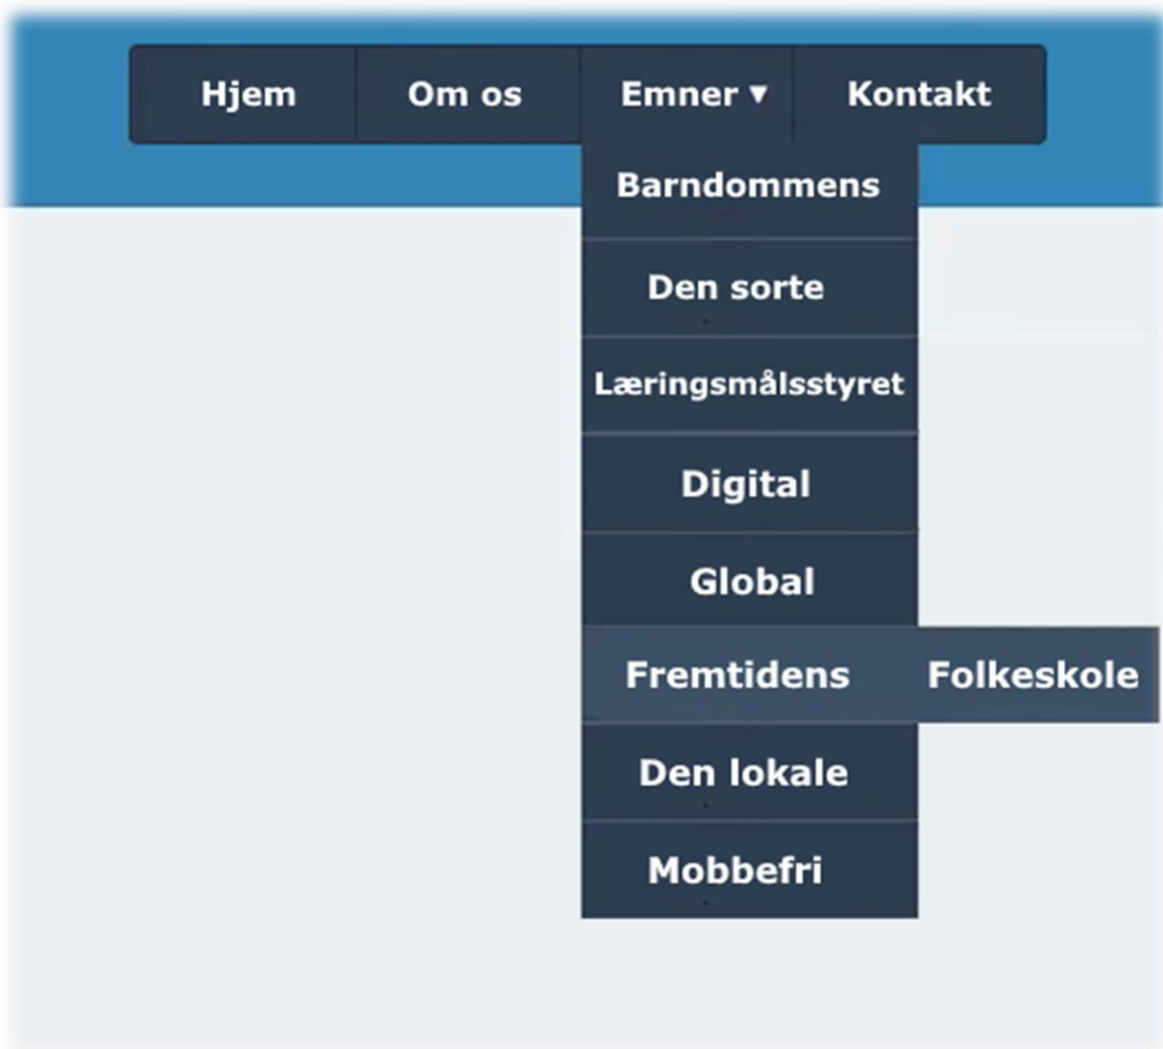 Hjem Om os Emner ▼ Kontakt
Barndommens
Den sorte
Læringsmålsstyret
Digital
Global
Fremtidens Folkeskole
Den lokale
Mobbefri